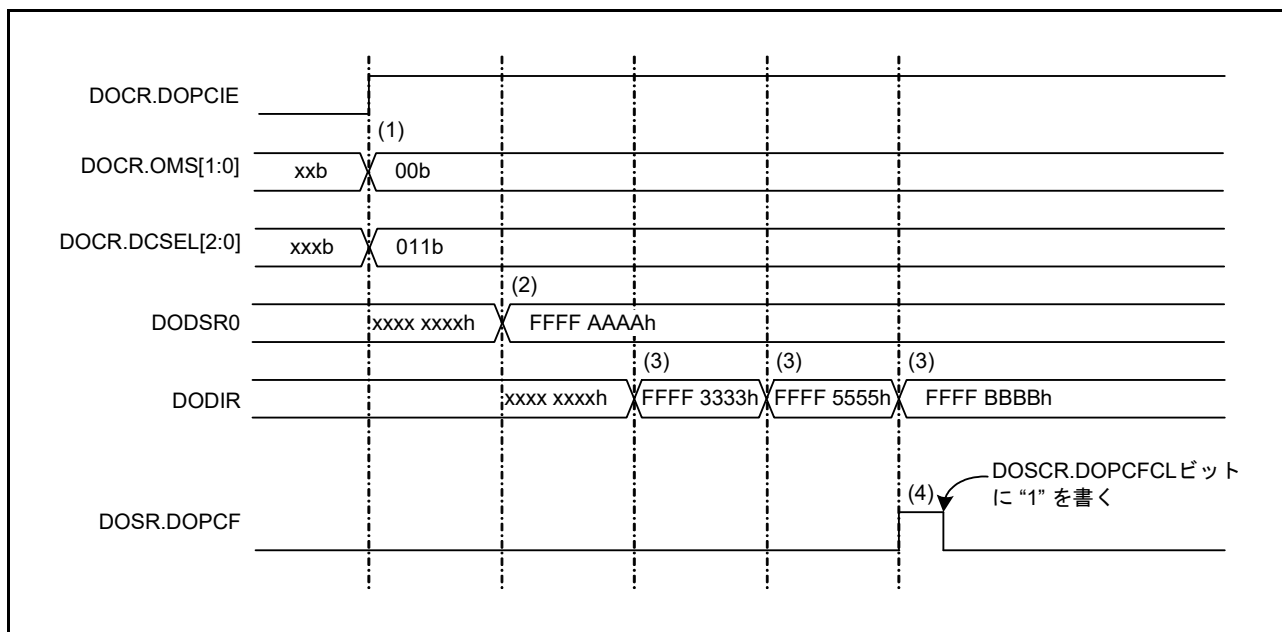 DOCR.DOPCIE
(1)
DOCR.OMS[1:0] xxb 00b
DOCR.DCSEL[2:0] xxxb 011b
(2)
DODSR0 xxxx xxxxh FFFF AAAAh
(3) (3) (3)
DODIR xxxx xxxxh FFFF 3333h FFFF 5555h FFFF BBBBh
DOSCR.DOPCFCLビット
に “1” を書く
(4)
DOSR.DOPCF